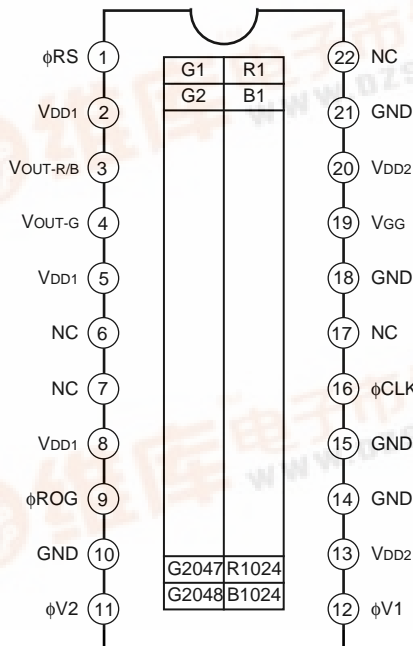 ϕRS 1
VDD1 2
VOUT-R/B 3
VOUT-G 4
VDD1 5
NC 6
NC 7
VDD1 8
ϕROG 9
GND 10
ϕV2 11
G1 R1
G2 B1
G2047 R1024
G2048 B1024
22 NC
21 GND
20 VDD2
19 VGG
18 GND
17 NC
16 ϕCLK
15 GND
14 GND
13 VDD2
12 ϕV1